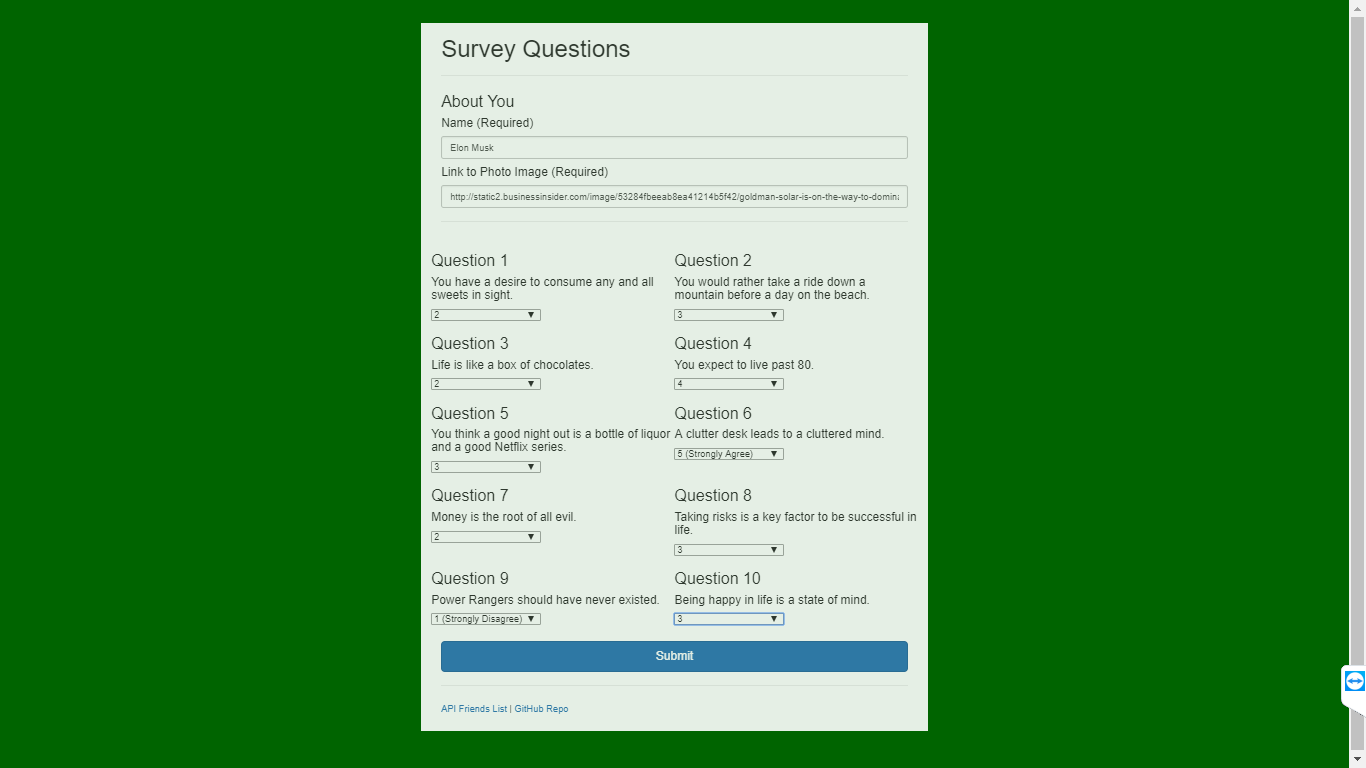 Survey Questions
About You
Name (Required)
Elon Musk
Link to Photo Image (Required)
http://static2.businessinsider.com/image/53284fbeeab8ea41214b5f42/goldman-solar-is-on-the-way-to-domina
Question 1
You have a desire to consume any and all
sweets in sight.
2
Question 2
You would rather take a ride down a
mountain before a day on the beach.
3
Question 3
Life is like a box of chocolates.
2
Question 4
You expect to live past 80.
4
Question 5
You think a good night out is a bottle of liquor
and a good Netflix series.
3
Question 6
A clutter desk leads to a cluttered mind.
5 (Strongly Agree)
Question 7
Money is the root of all evil.
2
Question 8
Taking risks is a key factor to be successful in
life.
3
Question 9
Power Rangers should have never existed.
1 (Strongly Disagree)
Question 10
Being happy in life is a state of mind.
3
Submit
API Friends List | GitHub Repo